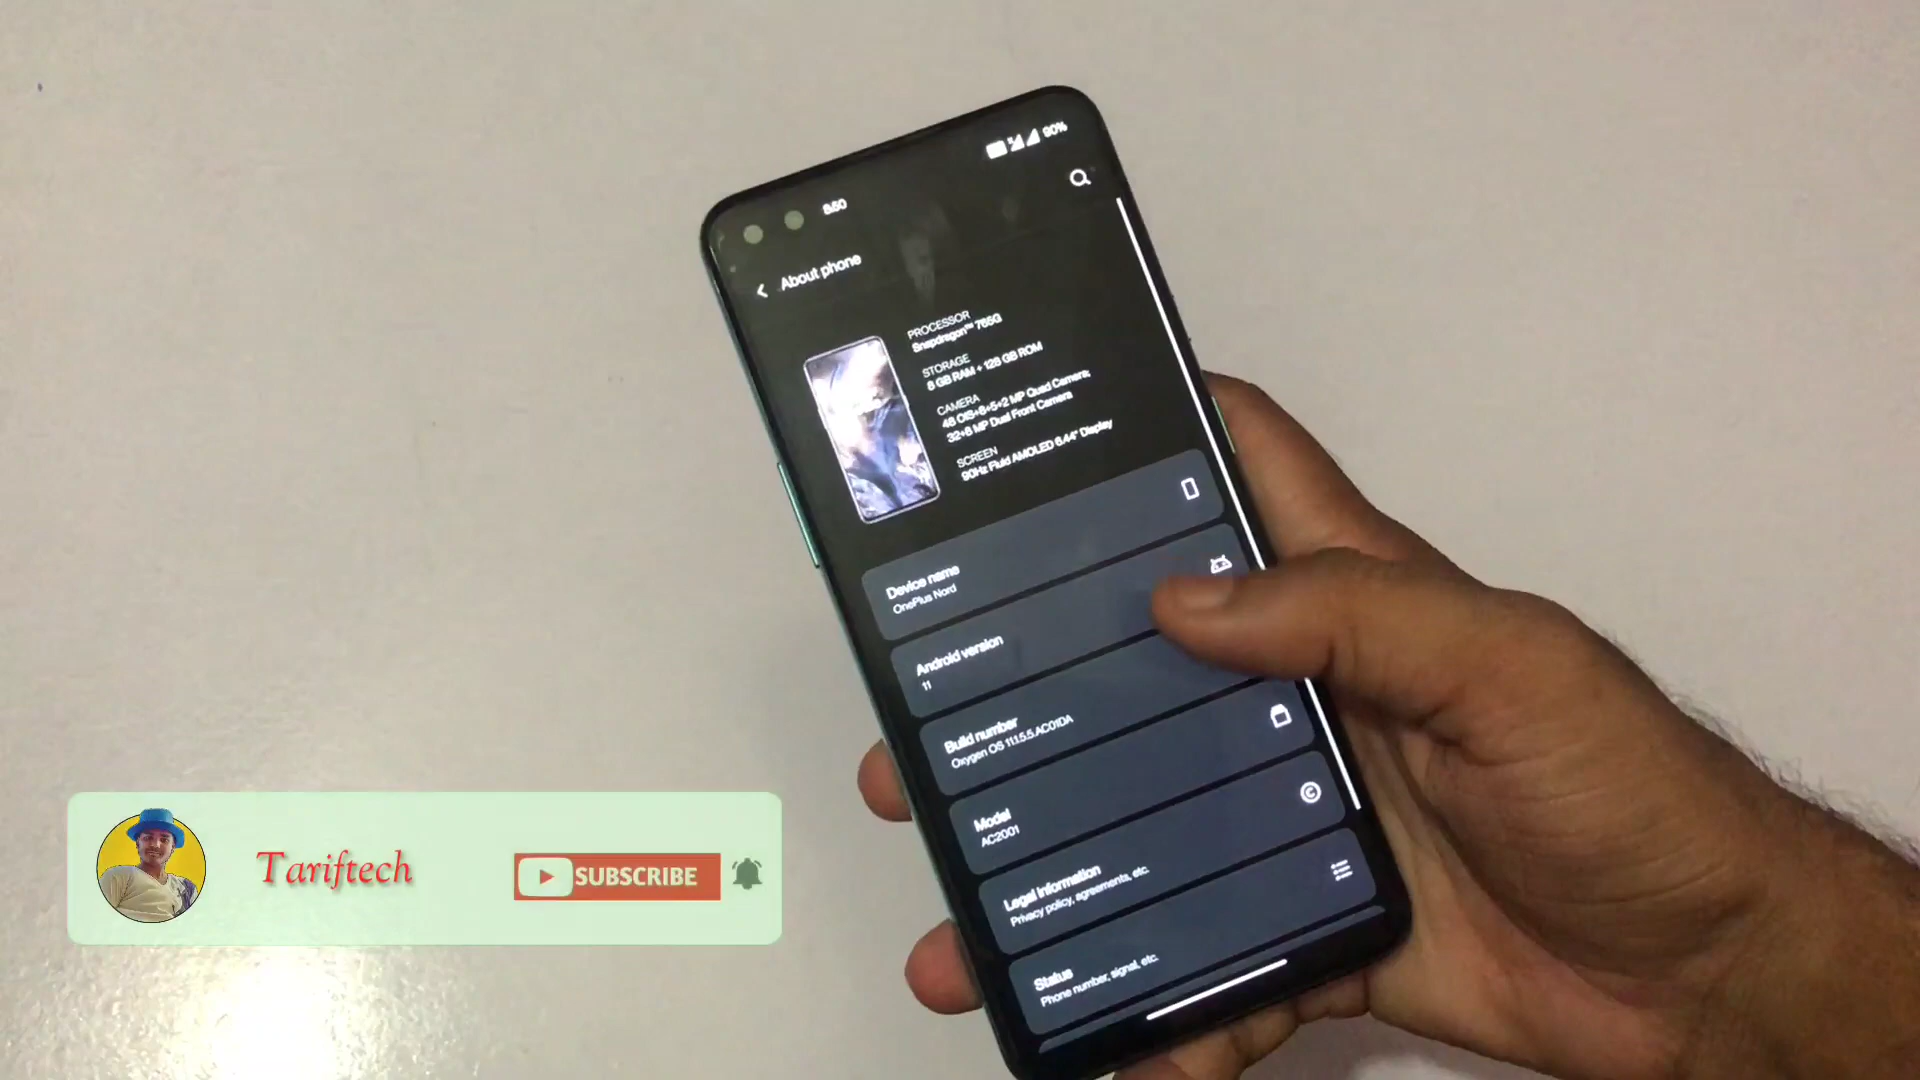 90%
8:50
About phone
PROCESSOR
Snapdragon™ 765G
STORAGE
8 GB RAM + 128 GB ROM
CAMERA
48 OIS+8+5+2 MP Quad Camera;
32+8 MP Dual Front Camera
SCREEN
90Hz Fluid AMOLED 6.44" Display
Device name
OnePlus Nord
Android version
11
Build number
Oxygen OS 11.1.5.5.AC01DA
Model
AC2001
Legal Information
Privacy policy, agreements, etc.
Status
Phone number, signal, etc.
Tariftech
SUBSCRIBE